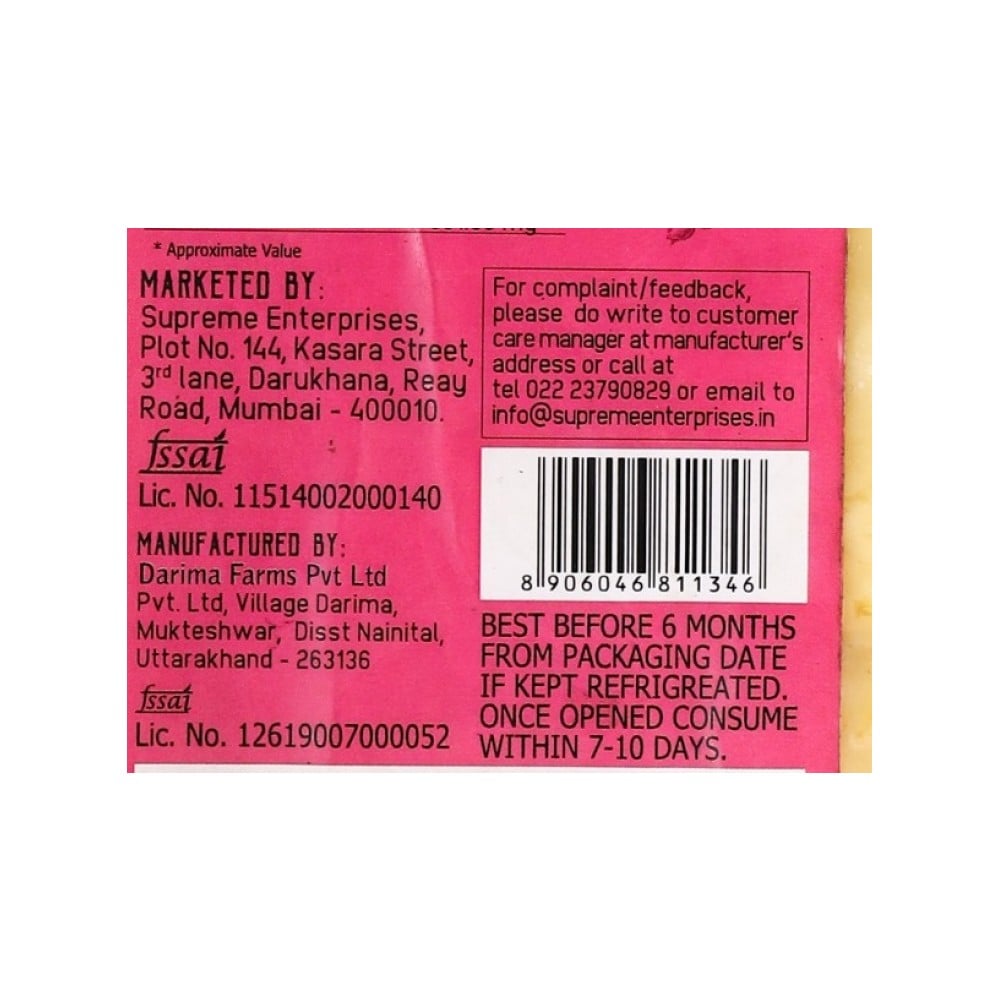 * Approximate Value
MARKETED BY:
Supreme Enterprises,
Plot No. 144, Kasara Street,
3rd lane, Darukhana, Reay
Road, Mumbai - 400010.
fssai
Lic. No. 11514002000140
MANUFACTURED BY:
Darima Farms Pvt Ltd
Pvt. Ltd, Village Darima,
Mukteshwar, Disst Nainital,
Uttarakhand - 263136
fssai
Lic. No. 12619007000052
For complaint/feedback,
please do write to customer
care manager at manufacturer's
address or call at
tel 022 23790829 or email to
info@supremeenterprises.in
8 906046 811346
BEST BEFORE 6 MONTHS
FROM PACKAGING DATE
IF KEPT REFRIGREATED.
ONCE OPENED CONSUME
WITHIN 7-10 DAYS.